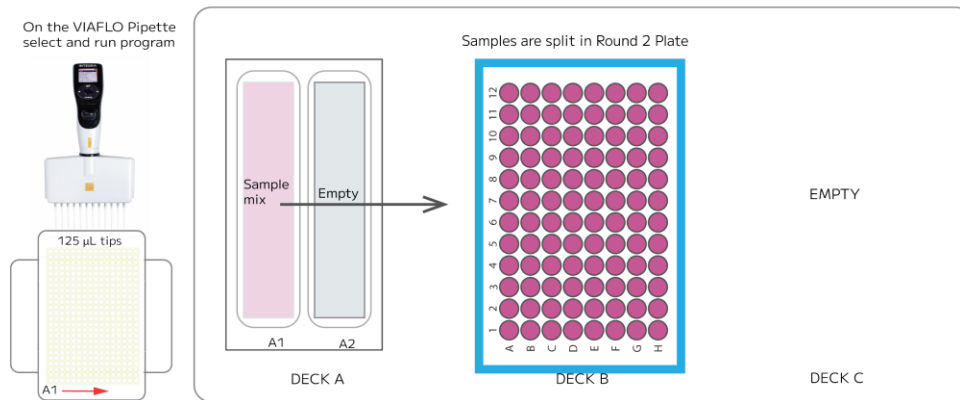 On the VIAFLO Pipette
select and run program
125 µL tips
A1
Sample
mix
Empty
A1
A2
DECK A
Samples are split in Round 2 Plate
12
11
10
9
8
7
6
5
4
3
2
1
A B C D E F G H
DECK B
EMPTY
DECK C